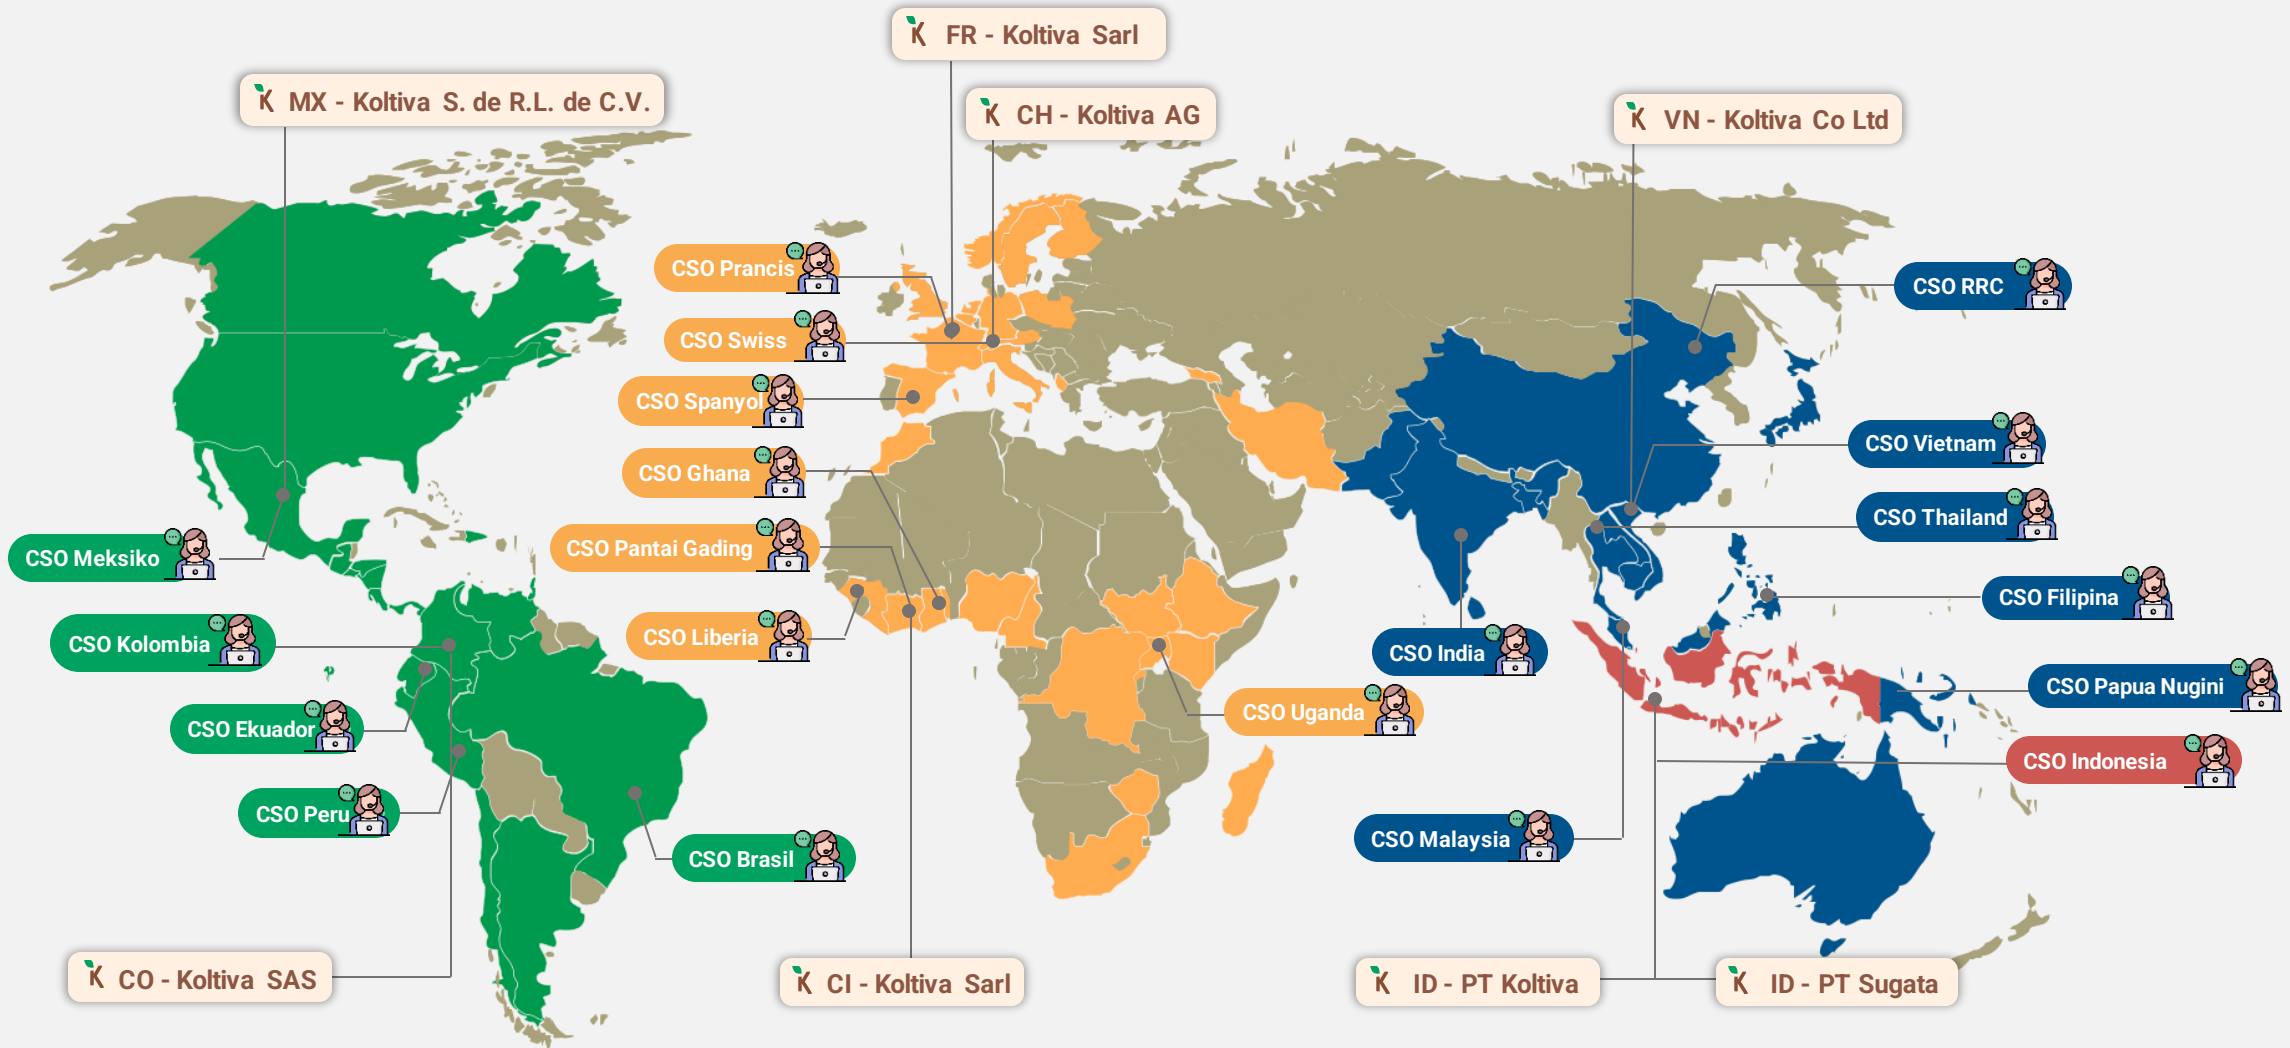 FR - Koltiva Sarl
MX - Koltiva S. de R.L. de C.V.
CH - Koltiva AG
VN - Koltiva Co Ltd
CSO Prancis
CSO RRC
CSO Swiss
CSO Spanyol
CSO Vietnam
CSO Ghana
CSO Thailand
CSO Meksiko
CSO Pantai Gading
CSO Filipina
CSO Kolombia
CSO Liberia
CSO India
CSO Papua Nugini
CSO Ekuador
CSO Uganda
CSO Indonesia
CSO Peru
CSO Malaysia
CSO Brasil
CO - Koltiva SAS
CI - Koltiva Sarl
ID - PT Koltiva
ID - PT Sugata